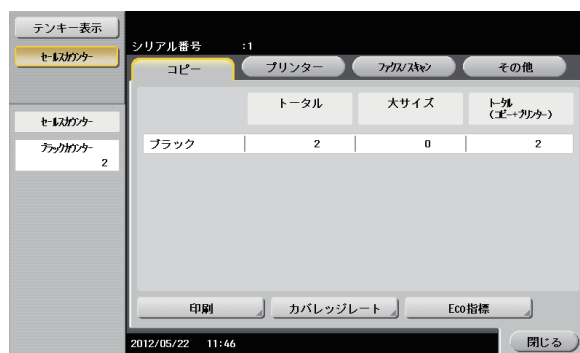 テンキー表示
セールスカウンター
セールスカウンター
ブラックカウンター
2
シリアル番号 :1
コピー プリンター ファクス/スキャン その他
トータル 大サイズ トータル
(コピー+プリンター)
ブラック 2 0 2
印刷 カバレッジレート Eco指標
2012/05/22 11:46 閉じる